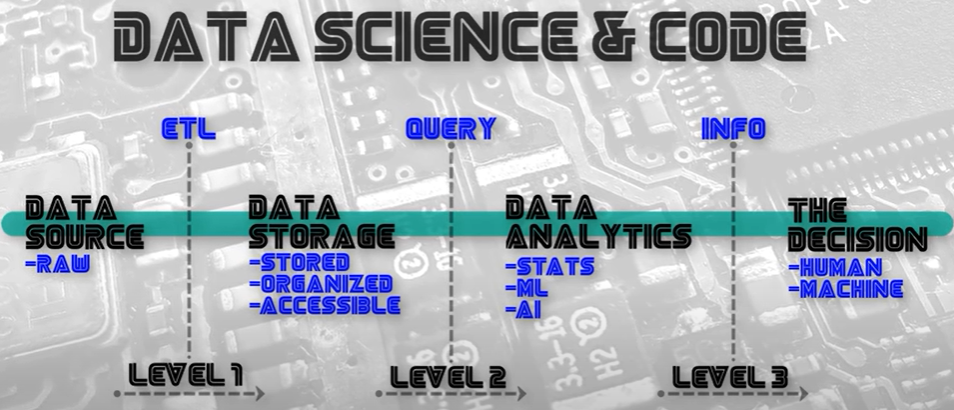 DATA SCIENCE & CODE
ETL
QUERY
INFO
DATA
SOURCE
-RAW
DATA
STORAGE
-STORED
-ORGANIZED
-ACCESSIBLE
DATA
ANALYTICS
-STATS
-ML
-AI
THE
DECISION
-HUMAN
-MACHINE
LEVEL 1
LEVEL 2
LEVEL 3